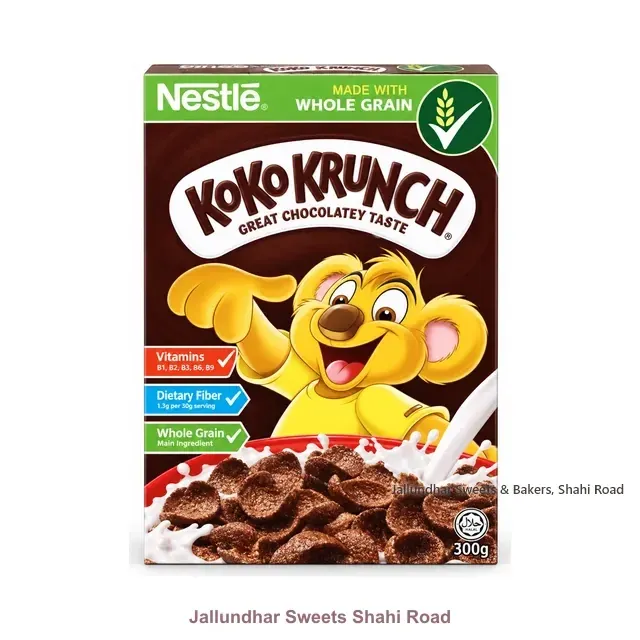 Nestlé®
MADE WITH
WHOLE GRAIN
KOKO KRUNCH®
GREAT CHOCOLATEY TASTE
Vitamins
B1, B2, B3, B6, B9
Dietary Fiber
1.3g per 30g serving
Whole Grain
Main Ingredient
Jallundhar Sweets & Bakers, Shahi Road
HALAL
300g
Jallundhar Sweets Shahi Road